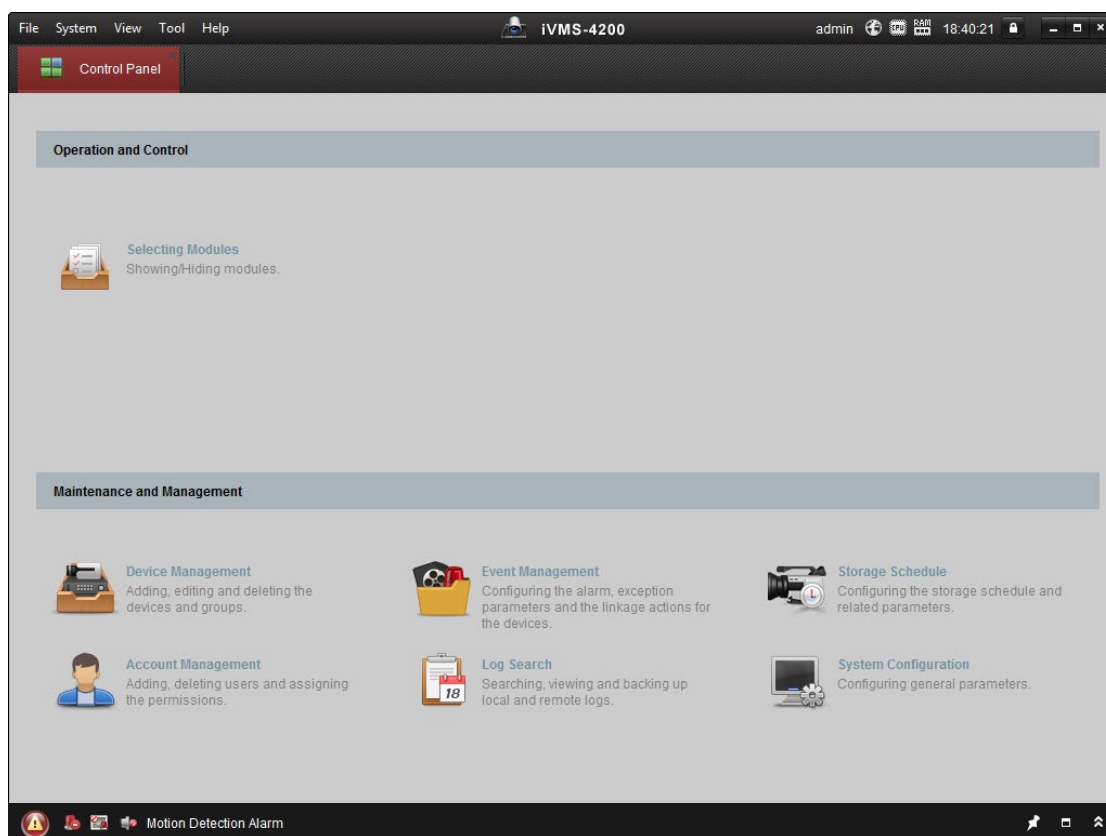 File System View Tool Help iVMS-4200 admin CPU RAM 18:40:21
Control Panel
Operation and Control
Selecting Modules
Showing/Hiding modules.
Maintenance and Management
Device Management
Adding, editing and deleting the
devices and groups.
Event Management
Configuring the alarm, exception
parameters and the linkage actions for
the devices.
Storage Schedule
Configuring the storage schedule and
related parameters.
Account Management
Adding, deleting users and assigning
the permissions.
18
Log Search
Searching, viewing and backing up
local and remote logs.
System Configuration
Configuring general parameters.
Motion Detection Alarm